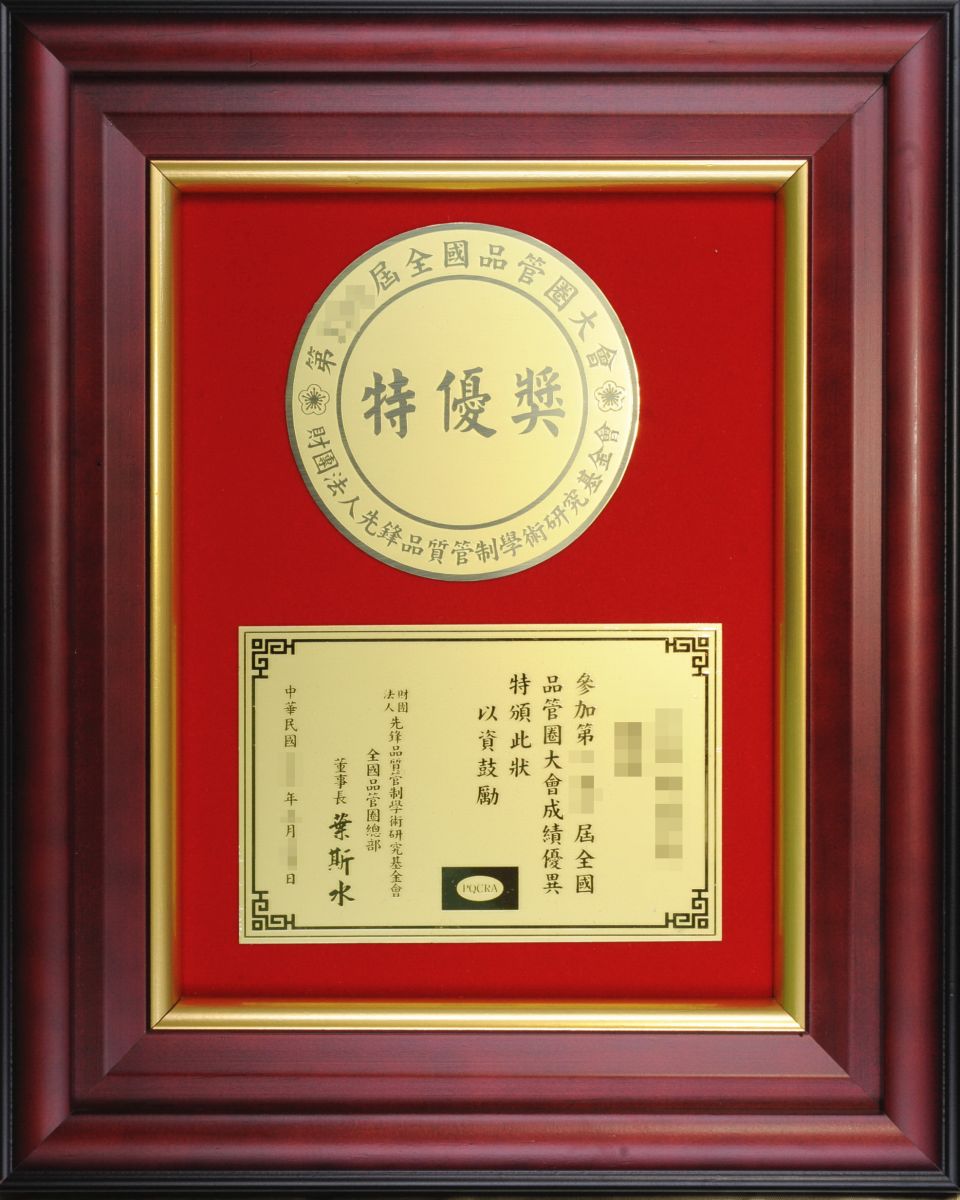 第 屆全國品管圈大會
特優獎
財團法人先鋒品質管制學術研究基金會
參加第 屆全國
品管圈大會成績優異
特頒此狀
以資鼓勵
PQCRA
財團法人先鋒品質管制學術研究基金會
全國品管圈總部
董事長 葉斯水
中華民國 年 月 日